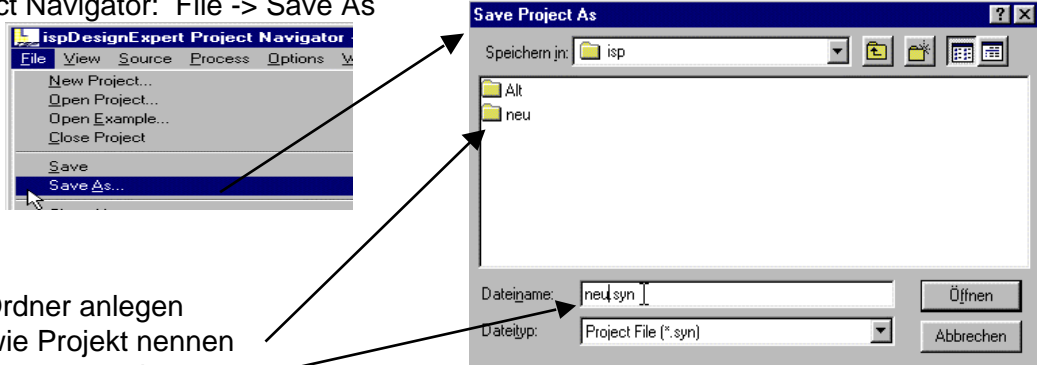 ct Navigator: File -> Save As
ispDesignExpert Project Navigator -
File View Source Process Options
New Project...
Open Project...
Open Example...
Close Project
Save
Save As...
Save Project As
Speichern in: isp
Alt
neu
Dateiname: neu.syn
Dateityp: Project File (*.syn)
Öffnen
Abbrechen
Ordner anlegen
wie Projekt nennen